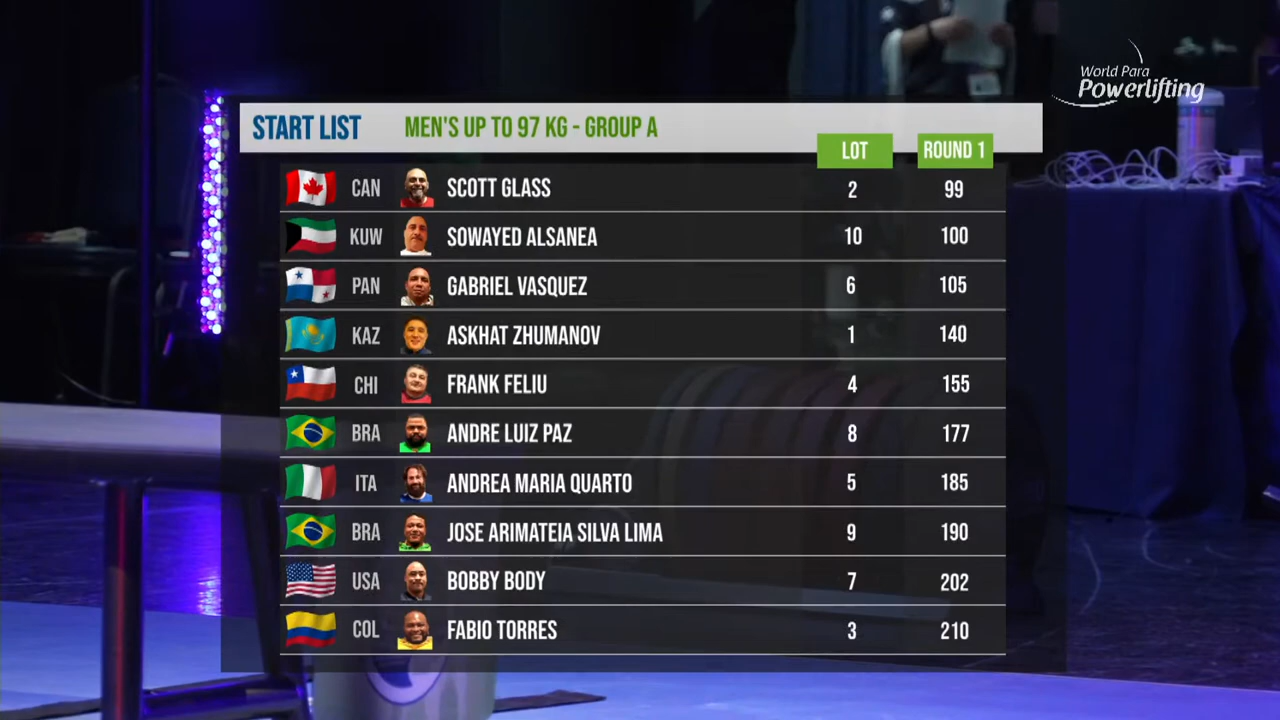 World Para
Powerlifting
START LIST MEN'S UP TO 97 KG - GROUP A
LOT ROUND 1
CAN SCOTT GLASS 2 99
KUW SOWAYED ALSANEA 10 100
PAN GABRIEL VASQUEZ 6 105
KAZ ASKHAT ZHUMANOV 1 140
CHI FRANK FELIU 4 155
BRA ANDRE LUIZ PAZ 8 177
ITA ANDREA MARIA QUARTO 5 185
BRA JOSE ARIMATEIA SILVA LIMA 9 190
USA BOBBY BODY 7 202
COL FABIO TORRES 3 210